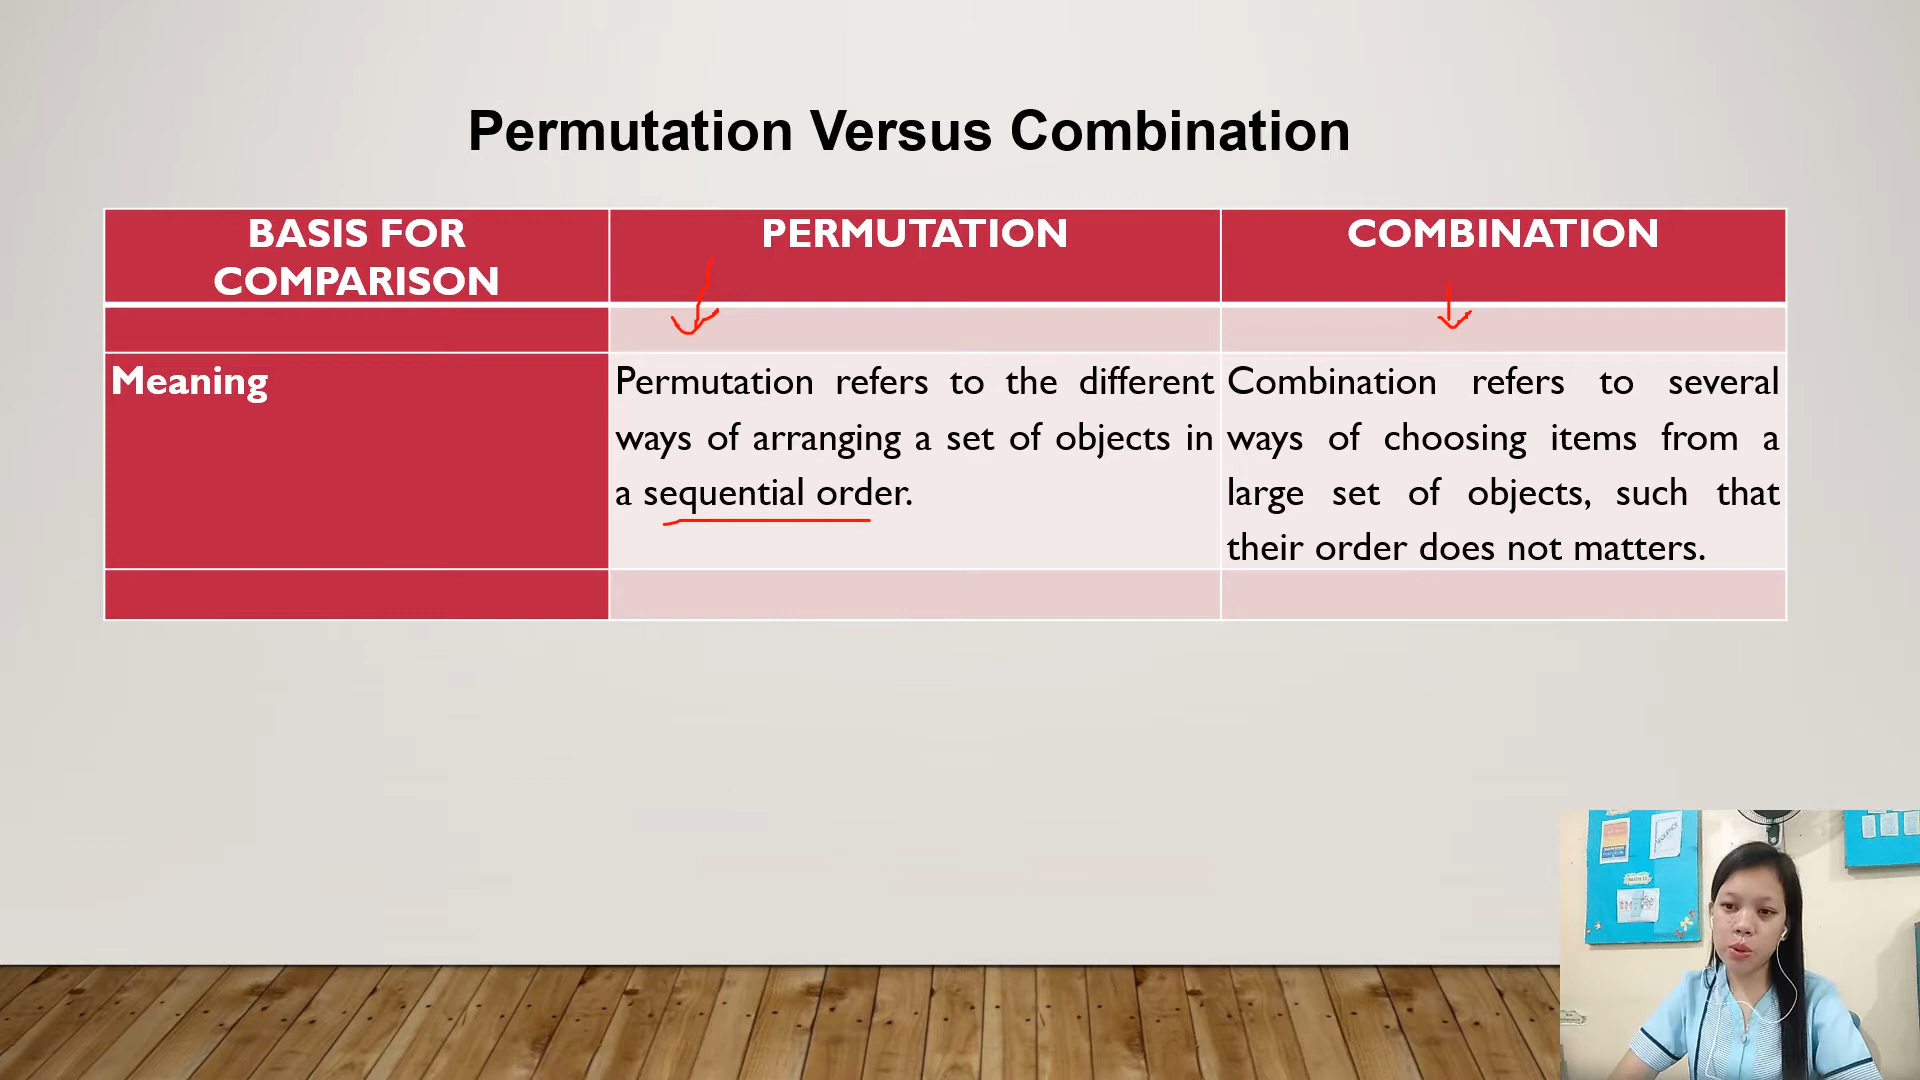 Permutation Versus Combination
BASIS FOR
COMPARISON
PERMUTATION
COMBINATION
Meaning
Permutation refers to the different
ways of arranging a set of objects in
a sequential order.
Combination refers to several
ways of choosing items from a
large set of objects, such that
their order does not matters.